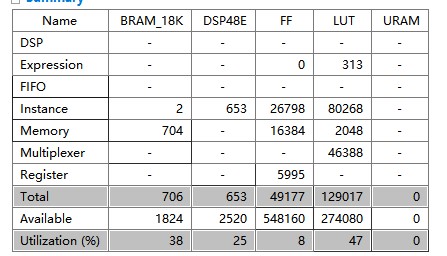 Summary
Name BRAM_18K DSP48E FF LUT URAM
DSP - - - - -
Expression - - 0 313 -
FIFO - - - - -
Instance 2 653 26798 80268 -
Memory 704 - 16384 2048 -
Multiplexer - - - 46388 -
Register - - 5995 - -
Total 706 653 49177 129017 0
Available 1824 2520 548160 274080 0
Utilization (%) 38 25 8 47 0